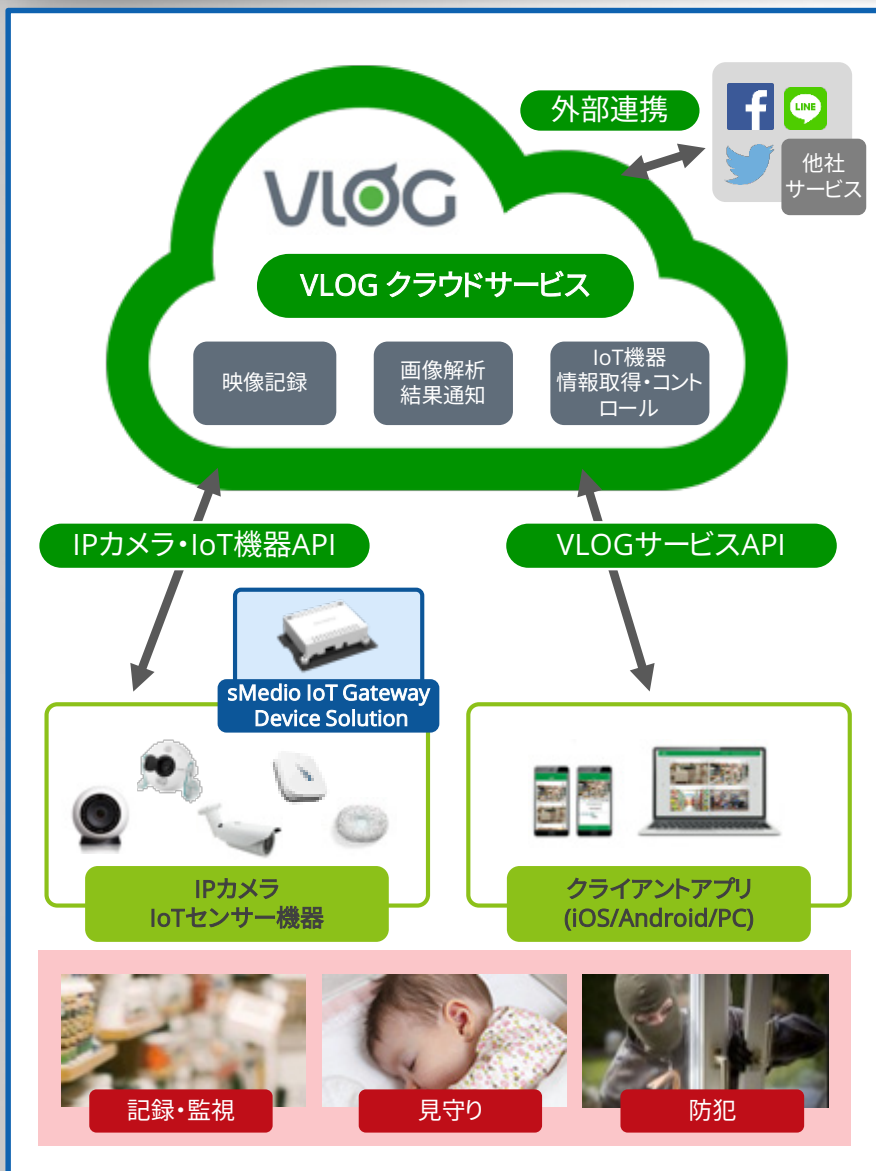 外部連携
LINE
他社
サービス
VLOG
VLOG クラウドサービス
映像記録
画像解析
結果通知
IoT機器
情報取得・コント
ロール
IPカメラ・IoT機器API
VLOGサービスAPI
sMedio IoT Gateway
Device Solution
IPカメラ
IoTセンサー機器
クライアントアプリ
(iOS/Android/PC)
記録・監視
見守り
防犯